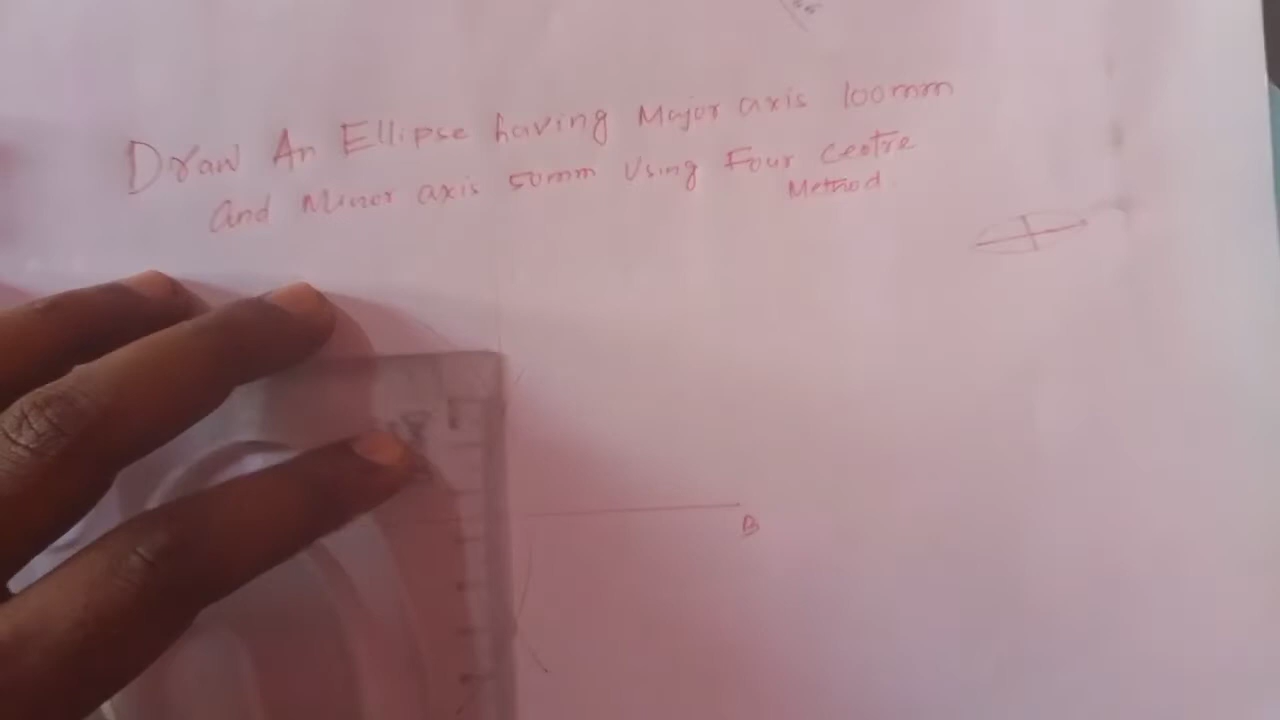 Draw An Ellipse having Major axis 100mm
and Minor axis 50mm Using Four Centre
Method
B